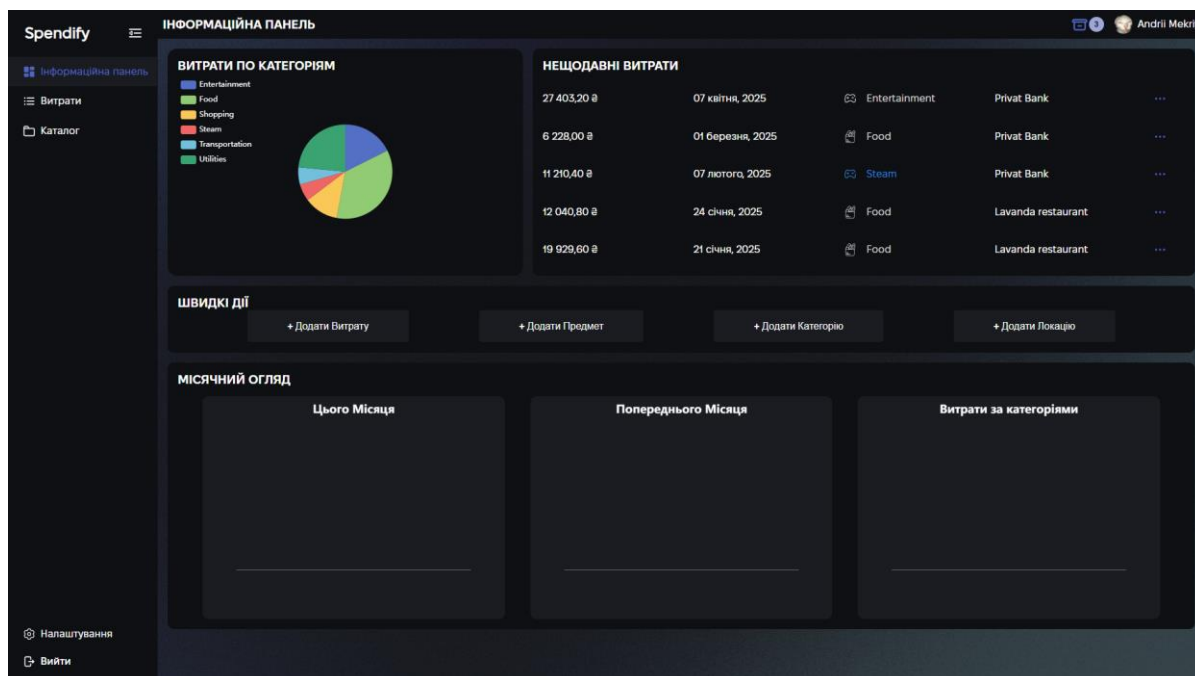 Spendify
ІНФОРМАЦІЙНА ПАНЕЛЬ
3
Andrii Mekri
Інформаційна панель
Витрати
Каталог
ВИТРАТИ ПО КАТЕГОРІЯМ
Entertainment
Food
Shopping
Steam
Transportation
Utilities
НЕЩОДАВНІ ВИТРАТИ
27 403,20 ₴ 07 квітня, 2025 Entertainment Privat Bank ...
6 228,00 ₴ 01 березня, 2025 Food Privat Bank ...
11 210,40 ₴ 07 лютого, 2025 Steam Privat Bank ...
12 040,80 ₴ 24 січня, 2025 Food Lavanda restaurant ...
19 929,60 ₴ 21 січня, 2025 Food Lavanda restaurant ...
ШВИДКІ ДІЇ
+ Додати Витрату + Додати Предмет + Додати Категорію + Додати Локацію
МІСЯЧНИЙ ОГЛЯД
Цього Місяця Попереднього Місяця Витрати за категоріями
Налаштування
Вийти